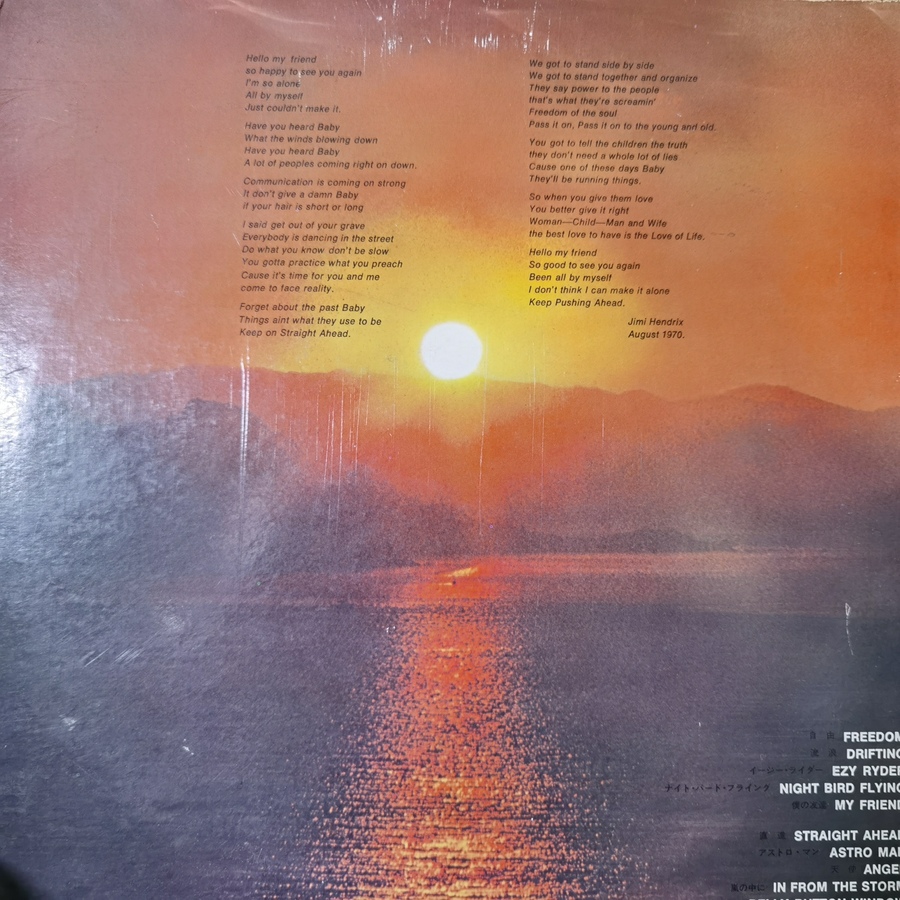 Hello my friend
so happy to see you again
I'm so alone
All by myself
Just couldn't make it.
Have you heard Baby
What the winds blowing down
Have you heard Baby
A lot of peoples coming right on down.
Communication is coming on strong
It don't give a damn Baby
if your hair is short or long
I said get out of your grave
Everybody is dancing in the street
Do what you know don't be slow
You gotta practice what you preach
Cause it's time for you and me
come to face reality.
Forget about the past Baby
Things aint what they use to be
Keep on Straight Ahead.
We got to stand side by side
We got to stand together and organize
They say power to the people
that's what they're screamin'
Freedom of the soul
Pass it on, Pass it on to the young and old.
You got to tell the children the truth
they don't need a whole lot of lies
Cause one of these days Baby
They'll be running things.
So when you give them love
You better give it right
Woman—Child—Man and Wife
the best love to have is the Love of Life.
Hello my friend
So good to see you again
Been all by myself
I don't think I can make it alone
Keep Pushing Ahead.
Jimi Hendrix
August 1970.
自 由 FREEDOM
DRIFTING
イージー・ライダー EZY RYDER
ナイト・バード・フライング NIGHT BIRD FLYING
僕の友達 MY FRIEND
STRAIGHT AHEAD
アストロ・マン ASTRO MAN
天 使 ANGEL
嵐の中に IN FROM THE STORM